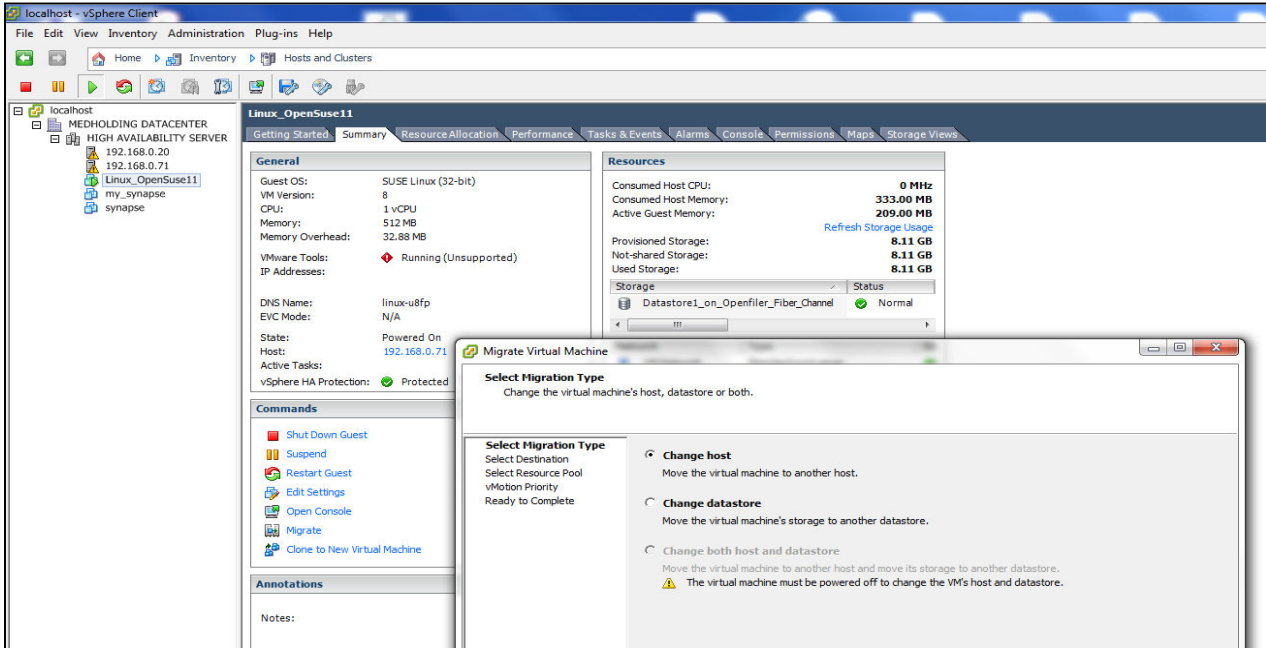 localhost - vSphere Client
File Edit View Inventory Administration Plug-ins Help
Home Inventory Hosts and Clusters
localhost
MEDHOLDING DATACENTER
HIGH AVAILABILITY SERVER
192.168.0.20
192.168.0.71
Linux_OpenSuse11
my_synapse
synapse
Linux_OpenSuse11
Getting Started Summary Resource Allocation Performance Tasks & Events Alarms Console Permissions Maps Storage Views
General
Guest OS: SUSE Linux (32-bit)
VM Version: 8
CPU: 1 vCPU
Memory: 512 MB
Memory Overhead: 32.88 MB
VMware Tools: Running (Unsupported)
IP Addresses:
DNS Name: linux-u8fp
EVC Mode: N/A
State: Powered On
Host: 192.168.0.71
Active Tasks:
vSphere HA Protection: Protected
Resources
Consumed Host CPU: 0 MHz
Consumed Host Memory: 333.00 MB
Active Guest Memory: 209.00 MB
Refresh Storage Usage
Provisioned Storage: 8.11 GB
Not-shared Storage: 8.11 GB
Used Storage: 8.11 GB
Storage Status
Datastore1_on_Openfiler_Fiber_Channel Normal
Commands
Shut Down Guest
Suspend
Restart Guest
Edit Settings
Open Console
Migrate
Clone to New Virtual Machine
Annotations
Notes:
Migrate Virtual Machine
Select Migration Type
Change the virtual machine's host, datastore or both.
Select Migration Type
Select Destination
Select Resource Pool
vMotion Priority
Ready to Complete
Change host
Move the virtual machine to another host.
Change datastore
Move the virtual machine's storage to another datastore.
Change both host and datastore
Move the virtual machine to another host and move its storage to another datastore.
The virtual machine must be powered off to change the VM's host and datastore.